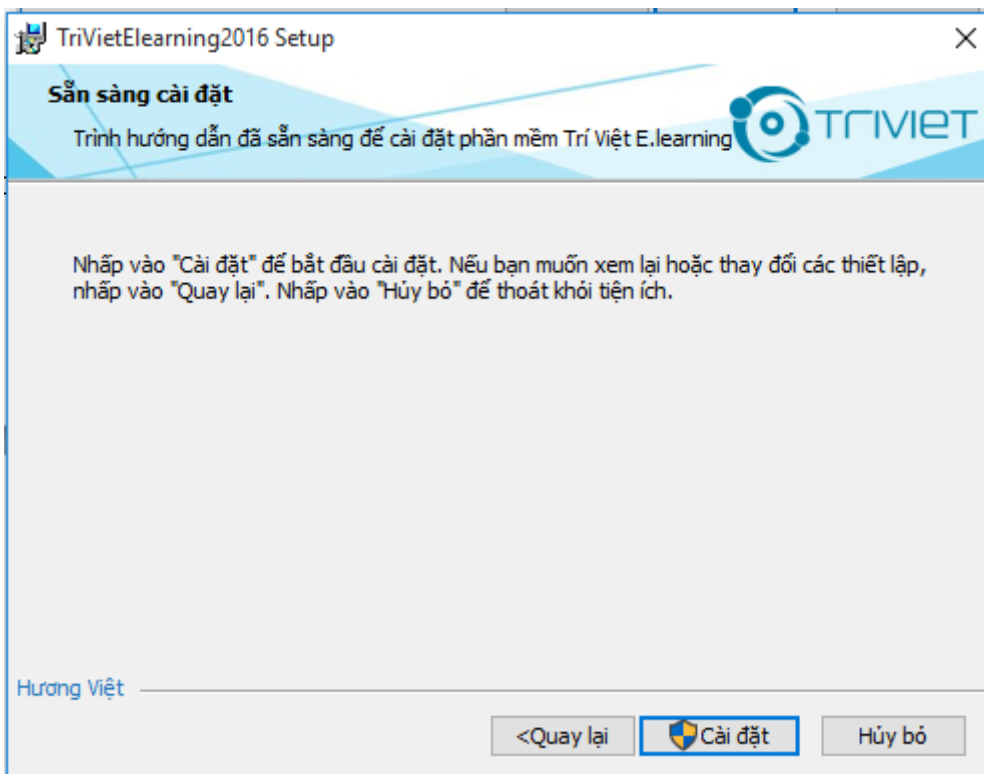 TriVietElearning2016 Setup
Sẵn sàng cài đặt
Trình hướng dẫn đã sẵn sàng để cài đặt phần mềm Trí Việt E.learning
TRIVIET
Nhấp vào "Cài đặt" để bắt đầu cài đặt. Nếu bạn muốn xem lại hoặc thay đổi các thiết lập,
nhấp vào "Quay lại". Nhấp vào "Hủy bỏ" để thoát khỏi tiện ích.
Hương Việt
<Quay lại
Cài đặt
Hủy bỏ